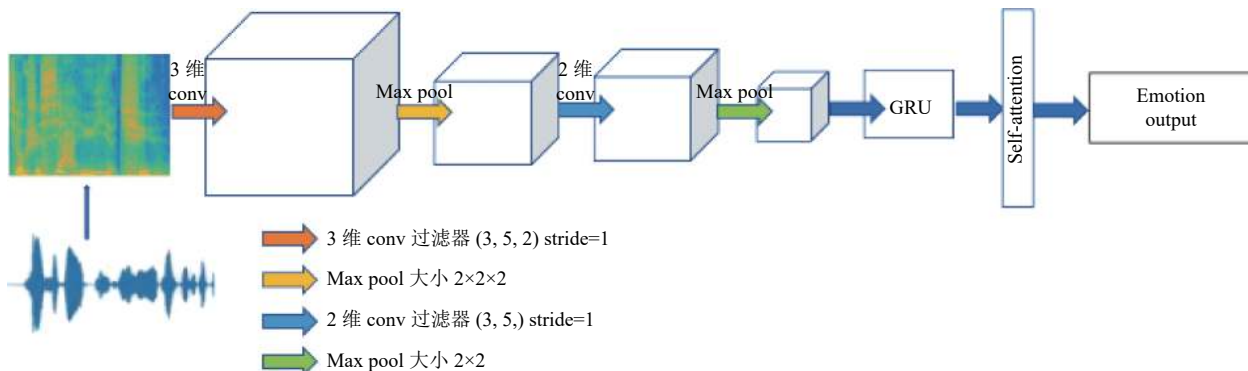 3 维
conv
Max pool
2 维
conv
Max pool
GRU
Self-attention
Emotion
output
3 维 conv 过滤器 (3, 5, 2) stride=1
Max pool 大小 2×2×2
2 维 conv 过滤器 (3, 5,) stride=1
Max pool 大小 2×2